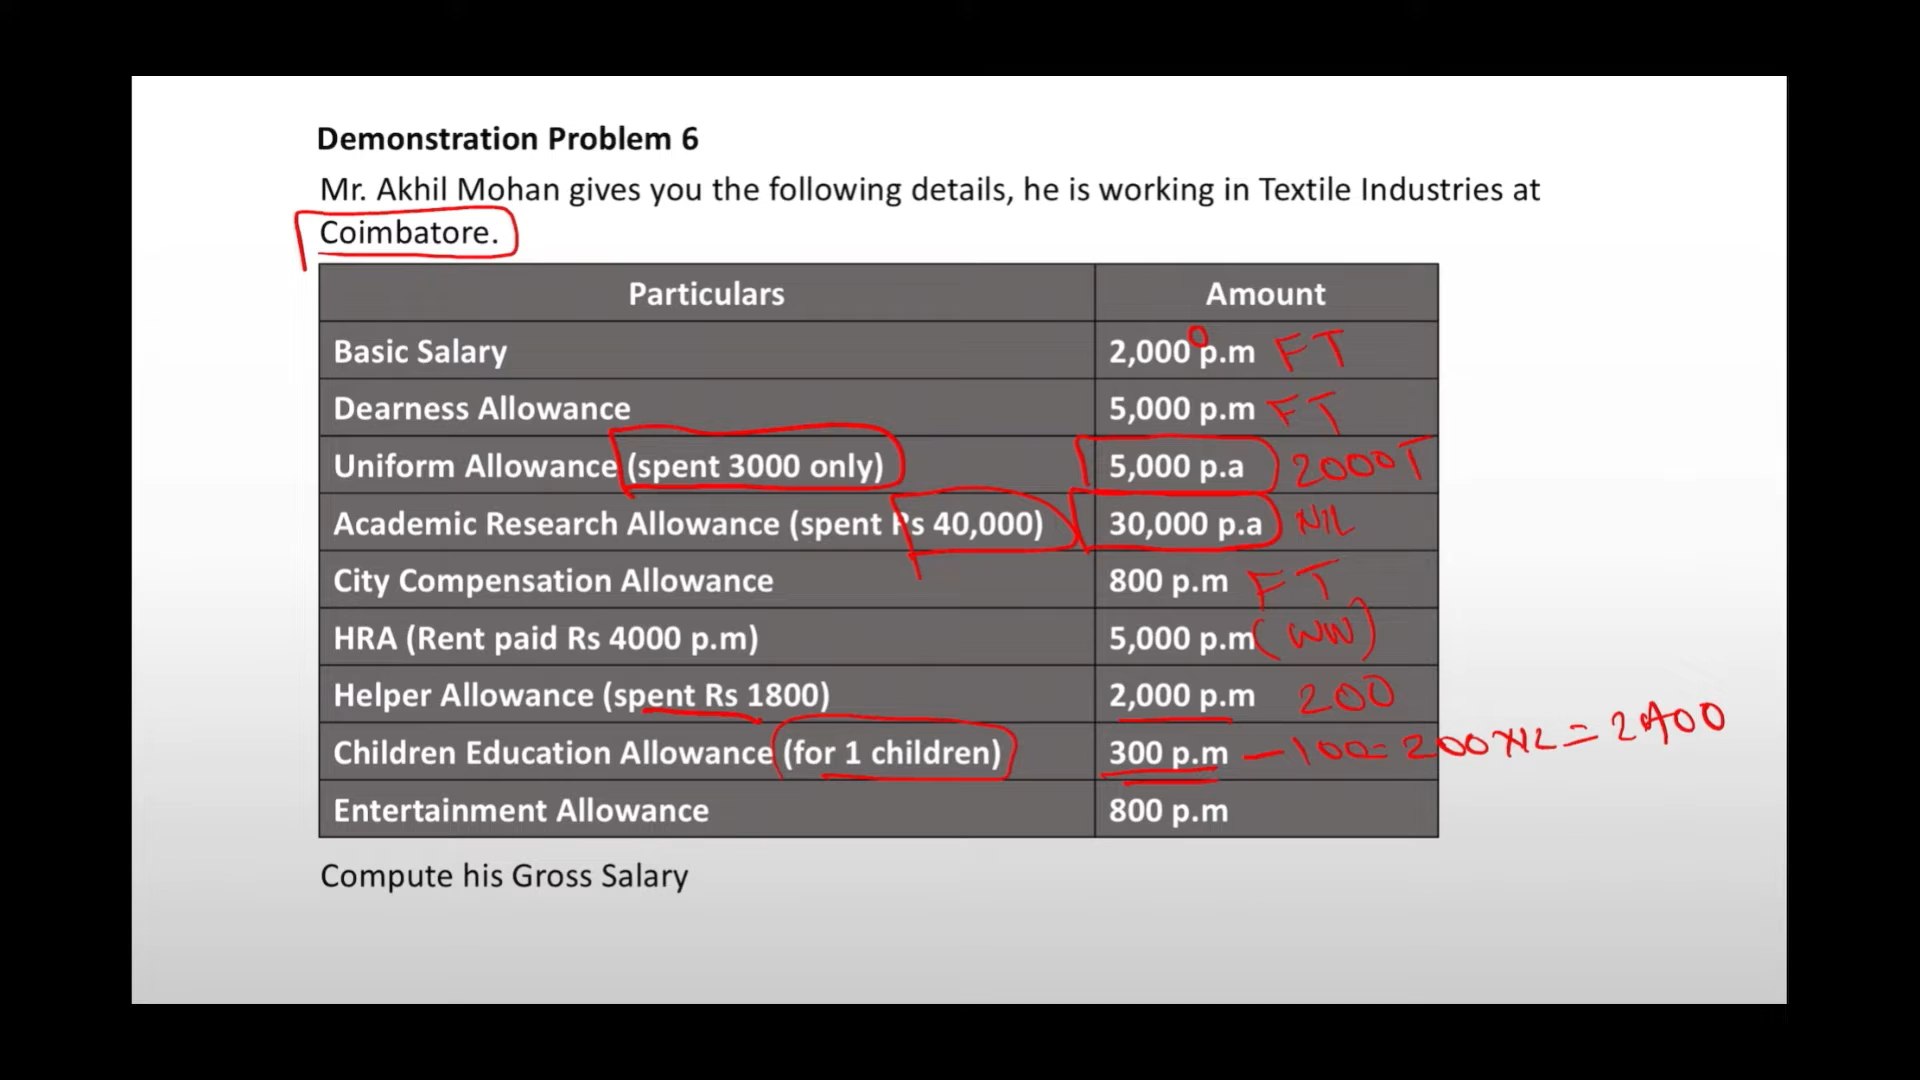 Demonstration Problem 6
Mr. Akhil Mohan gives you the following details, he is working in Textile Industries at
Coimbatore.
Particulars Amount
Basic Salary 2,000 0 p.m FT
Dearness Allowance 5,000 p.m FT
Uniform Allowance (spent 3000 only) 5,000 p.a 2000 T
Academic Research Allowance (spent Rs 40,000) 30,000 p.a NIL
City Compensation Allowance 800 p.m FT
HRA (Rent paid Rs 4000 p.m) 5,000 p.m (WN)
Helper Allowance (spent Rs 1800) 2,000 p.m 200
Children Education Allowance (for 1 children) 300 p.m - 100 = 200 x 12 = 2400
Entertainment Allowance 800 p.m
Compute his Gross Salary